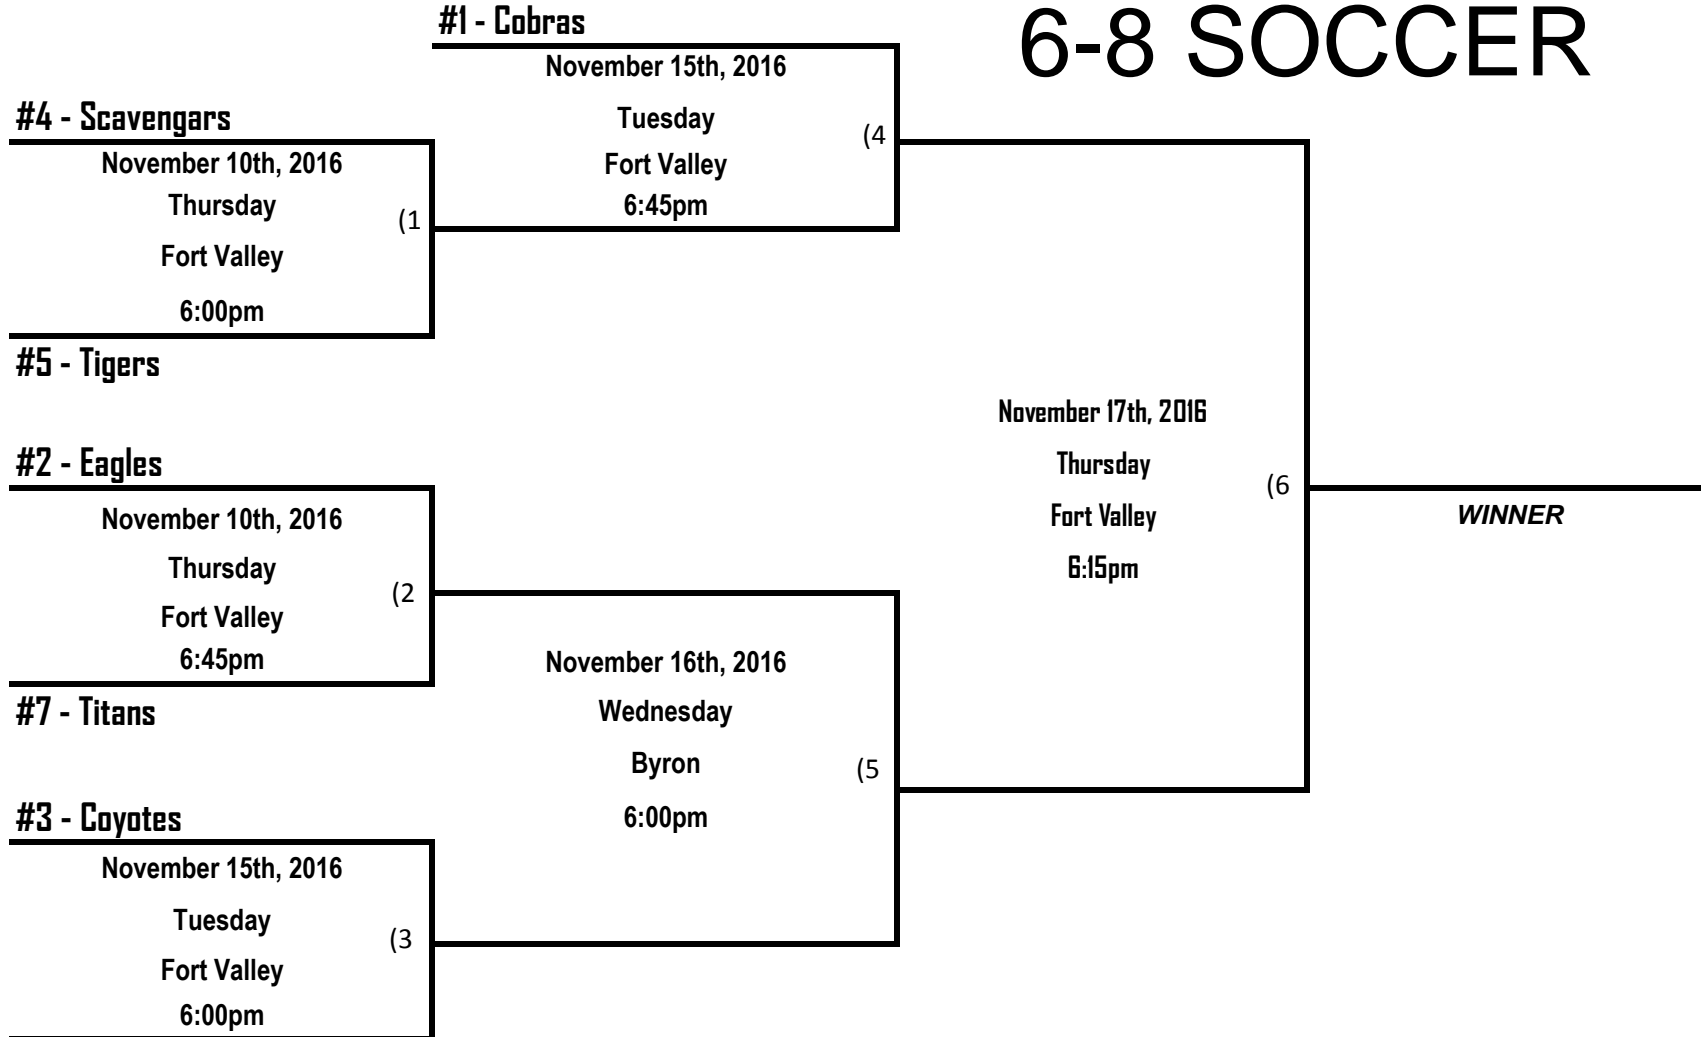 #1 - Cobras
6-8 SOCCER
November 15th, 2016
Tuesday
Fort Valley
6:45pm
(4
#4 - Scavengars
November 10th, 2016
Thursday
Fort Valley
6:00pm
(1
#5 - Tigers
#2 - Eagles
November 10th, 2016
Thursday
Fort Valley
6:45pm
(2
#7 - Titans
November 16th, 2016
Wednesday
Byron
6:00pm
(5
#3 - Coyotes
November 15th, 2016
Tuesday
Fort Valley
6:00pm
(3
November 17th, 2016
Thursday
Fort Valley
6:15pm
(6
WINNER